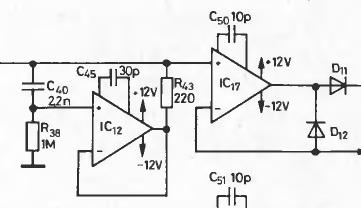 C50 10p
C45 30p
+12V
+12V
D11
C40
22n
R43
220
+
IC17
+
-12V
R38
1M
IC12
-
D12
-
-12V
C51 10p